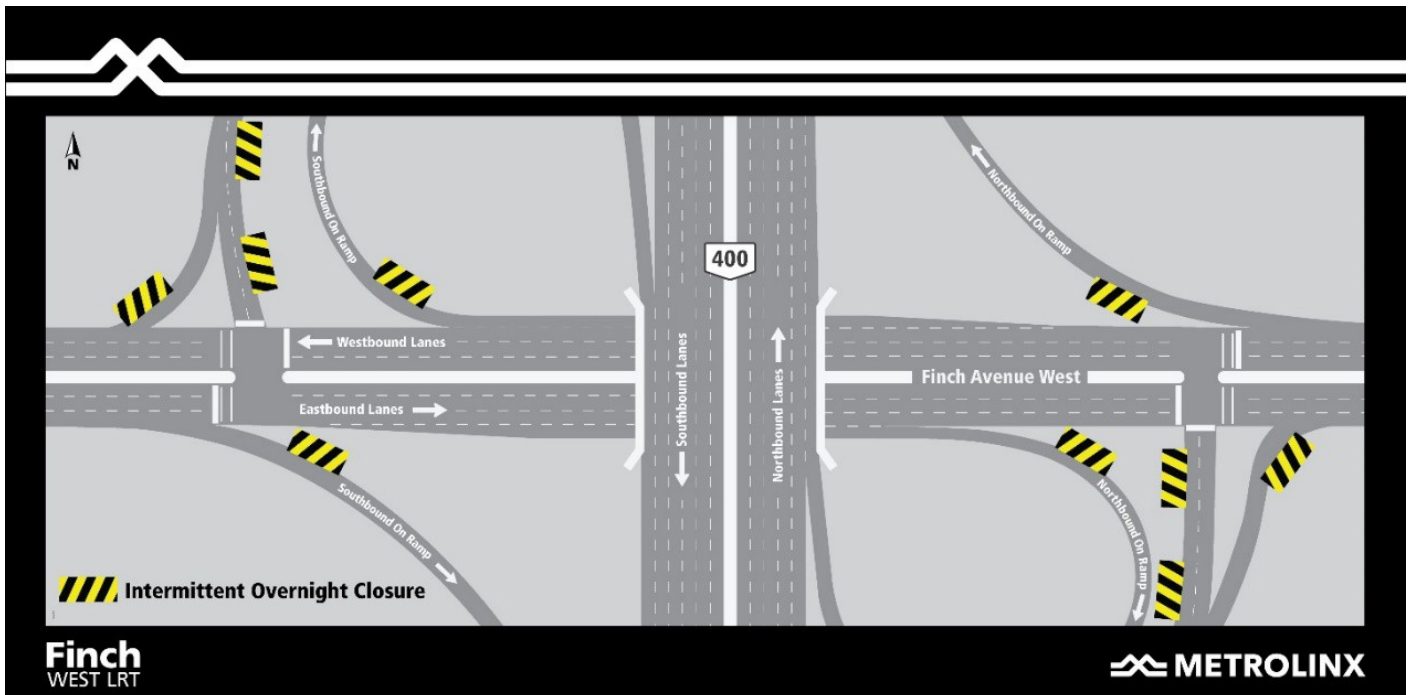 N
Southbound On Ramp
Northbound On Ramp
400
Westbound Lanes
Southbound Lanes
Northbound Lanes
Finch Avenue West
Eastbound Lanes
Southbound On Ramp
Northbound On Ramp
Intermittent Overnight Closure
Finch
WEST LRT
METROLINX